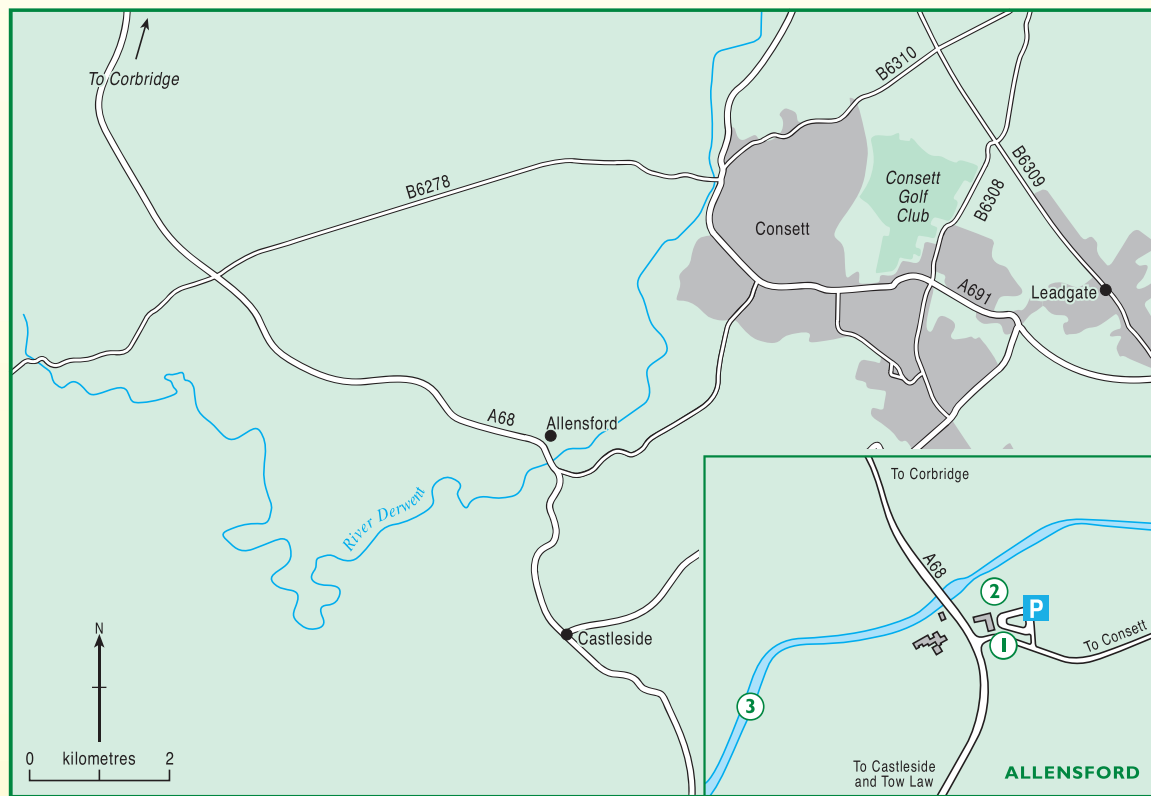 To Corbridge
B6310
B6278
Consett
Golf
Club
B6309
B6308
Consett
A691
Leadgate
A68
Allensford
River Derwent
Castleside
N
0 kilometres 2
To Corbridge
A68
2
P
1
To Consett
3
To Castleside
and Tow Law
ALLENSFORD